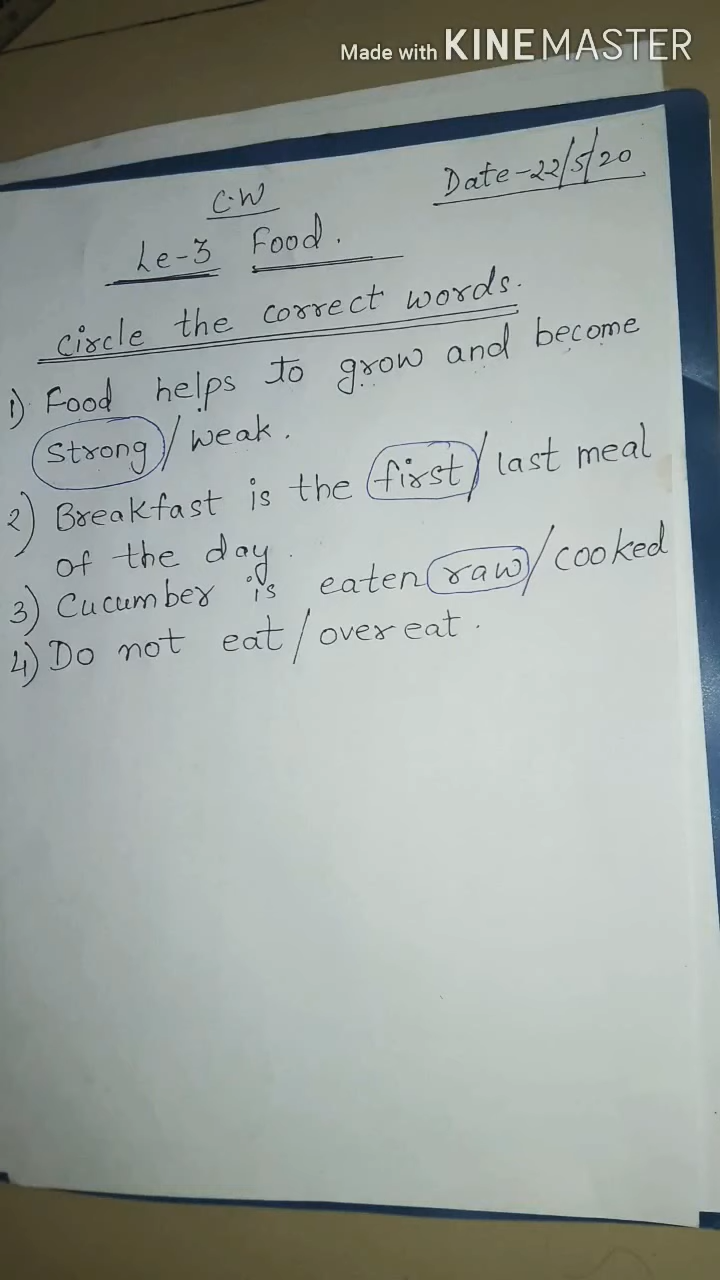 Made with KINEMASTER
C.W
Date-22/5/20
Le-3 Food.
Circle the correct words.
1) Food helps to grow and become
Strong/weak.
2) Breakfast is the first/last meal
of the day.
3) Cucumber is eaten raw/cooked
4) Do not eat/over eat.